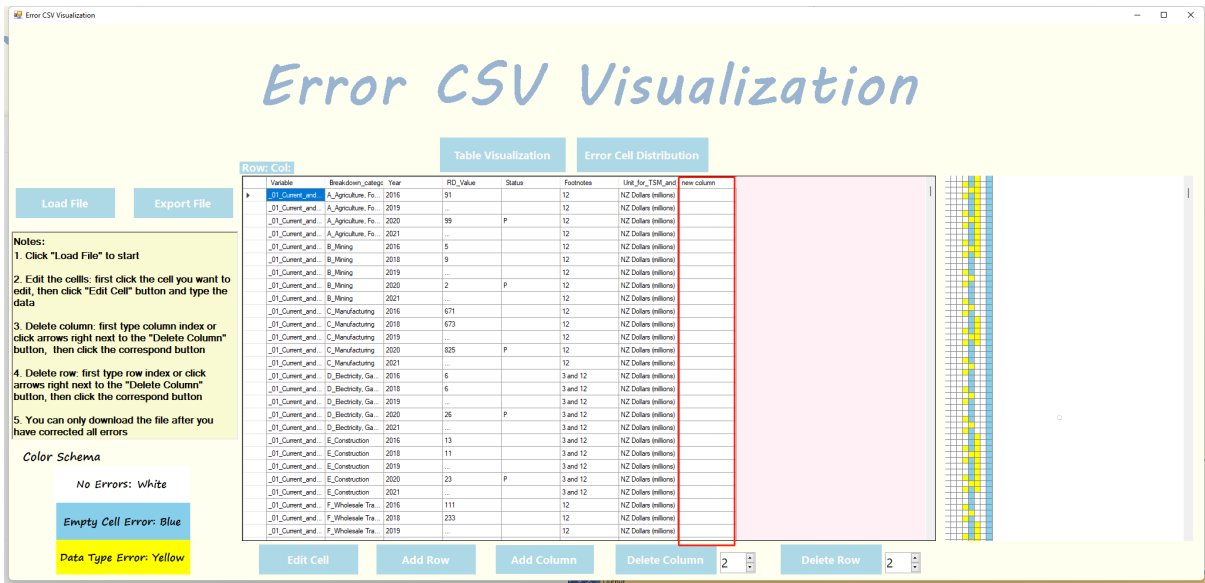 Error CSV Visualization
Error CSV Visualization
Table Visualization Error Cell Distribution
Row: Col:
Load File Export File
Notes:
1. Click "Load File" to start
2. Edit the cellls: first click the cell you want to
edit, then click "Edit Cell" button and type the
data
3. Delete column: first type column index or
click arrows right next to the "Delete Column"
button, then click the correspond button
4. Delete row: first type row index or click
arrows right next to the "Delete Column"
button, then click the correspond button
5. You can only download the file after you
have corrected all errors
Color Schema
No Errors: White
Empty Cell Error: Blue
Data Type Error: Yellow
Variable Breakdown_catego Year RD_Value Status Footnotes Unit_for_TSM_and new column
_01_Current_and... A_Agriculture, Fo... 2016 91 12 NZ Dollars (millions)
_01_Current_and... A_Agriculture, Fo... 2019 ... 12 NZ Dollars (millions)
_01_Current_and... A_Agriculture, Fo... 2020 99 P 12 NZ Dollars (millions)
_01_Current_and... A_Agriculture, Fo... 2021 ... 12 NZ Dollars (millions)
_01_Current_and... B_Mining 2016 5 12 NZ Dollars (millions)
_01_Current_and... B_Mining 2018 9 12 NZ Dollars (millions)
_01_Current_and... B_Mining 2019 ... 12 NZ Dollars (millions)
_01_Current_and... B_Mining 2020 2 P 12 NZ Dollars (millions)
_01_Current_and... B_Mining 2021 ... 12 NZ Dollars (millions)
_01_Current_and... C_Manufacturing 2016 671 12 NZ Dollars (millions)
_01_Current_and... C_Manufacturing 2018 673 12 NZ Dollars (millions)
_01_Current_and... C_Manufacturing 2019 ... 12 NZ Dollars (millions)
_01_Current_and... C_Manufacturing 2020 825 P 12 NZ Dollars (millions)
_01_Current_and... C_Manufacturing 2021 ... 12 NZ Dollars (millions)
_01_Current_and... D_Electricity, Ga... 2016 6 3 and 12 NZ Dollars (millions)
_01_Current_and... D_Electricity, Ga... 2018 6 3 and 12 NZ Dollars (millions)
_01_Current_and... D_Electricity, Ga... 2019 ... 3 and 12 NZ Dollars (millions)
_01_Current_and... D_Electricity, Ga... 2020 26 P 3 and 12 NZ Dollars (millions)
_01_Current_and... D_Electricity, Ga... 2021 ... 3 and 12 NZ Dollars (millions)
_01_Current_and... E_Construction 2016 13 3 and 12 NZ Dollars (millions)
_01_Current_and... E_Construction 2018 11 3 and 12 NZ Dollars (millions)
_01_Current_and... E_Construction 2019 ... 3 and 12 NZ Dollars (millions)
_01_Current_and... E_Construction 2020 23 P 3 and 12 NZ Dollars (millions)
_01_Current_and... E_Construction 2021 ... 3 and 12 NZ Dollars (millions)
_01_Current_and... F_Wholesale Tra... 2016 111 12 NZ Dollars (millions)
_01_Current_and... F_Wholesale Tra... 2018 233 12 NZ Dollars (millions)
_01_Current_and... F_Wholesale Tra... 2019 ... 12 NZ Dollars (millions)
Edit Cell Add Row Add Column Delete Column 2 Delete Row 2